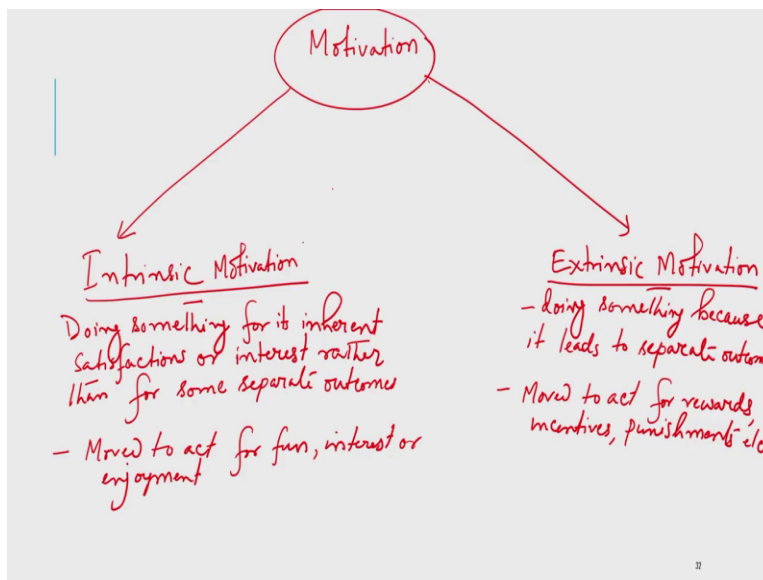 Motivation
Intrinsic Motivation
Doing something for it inherent
satisfactions or interest rather
than for some separate outcomes
- Moved to act for fun, interest or
enjoyment
Extrinsic Motivation
- doing something because
it leads to separate outcom
- Moved to act for rewards,
incentives, punishments etc
32